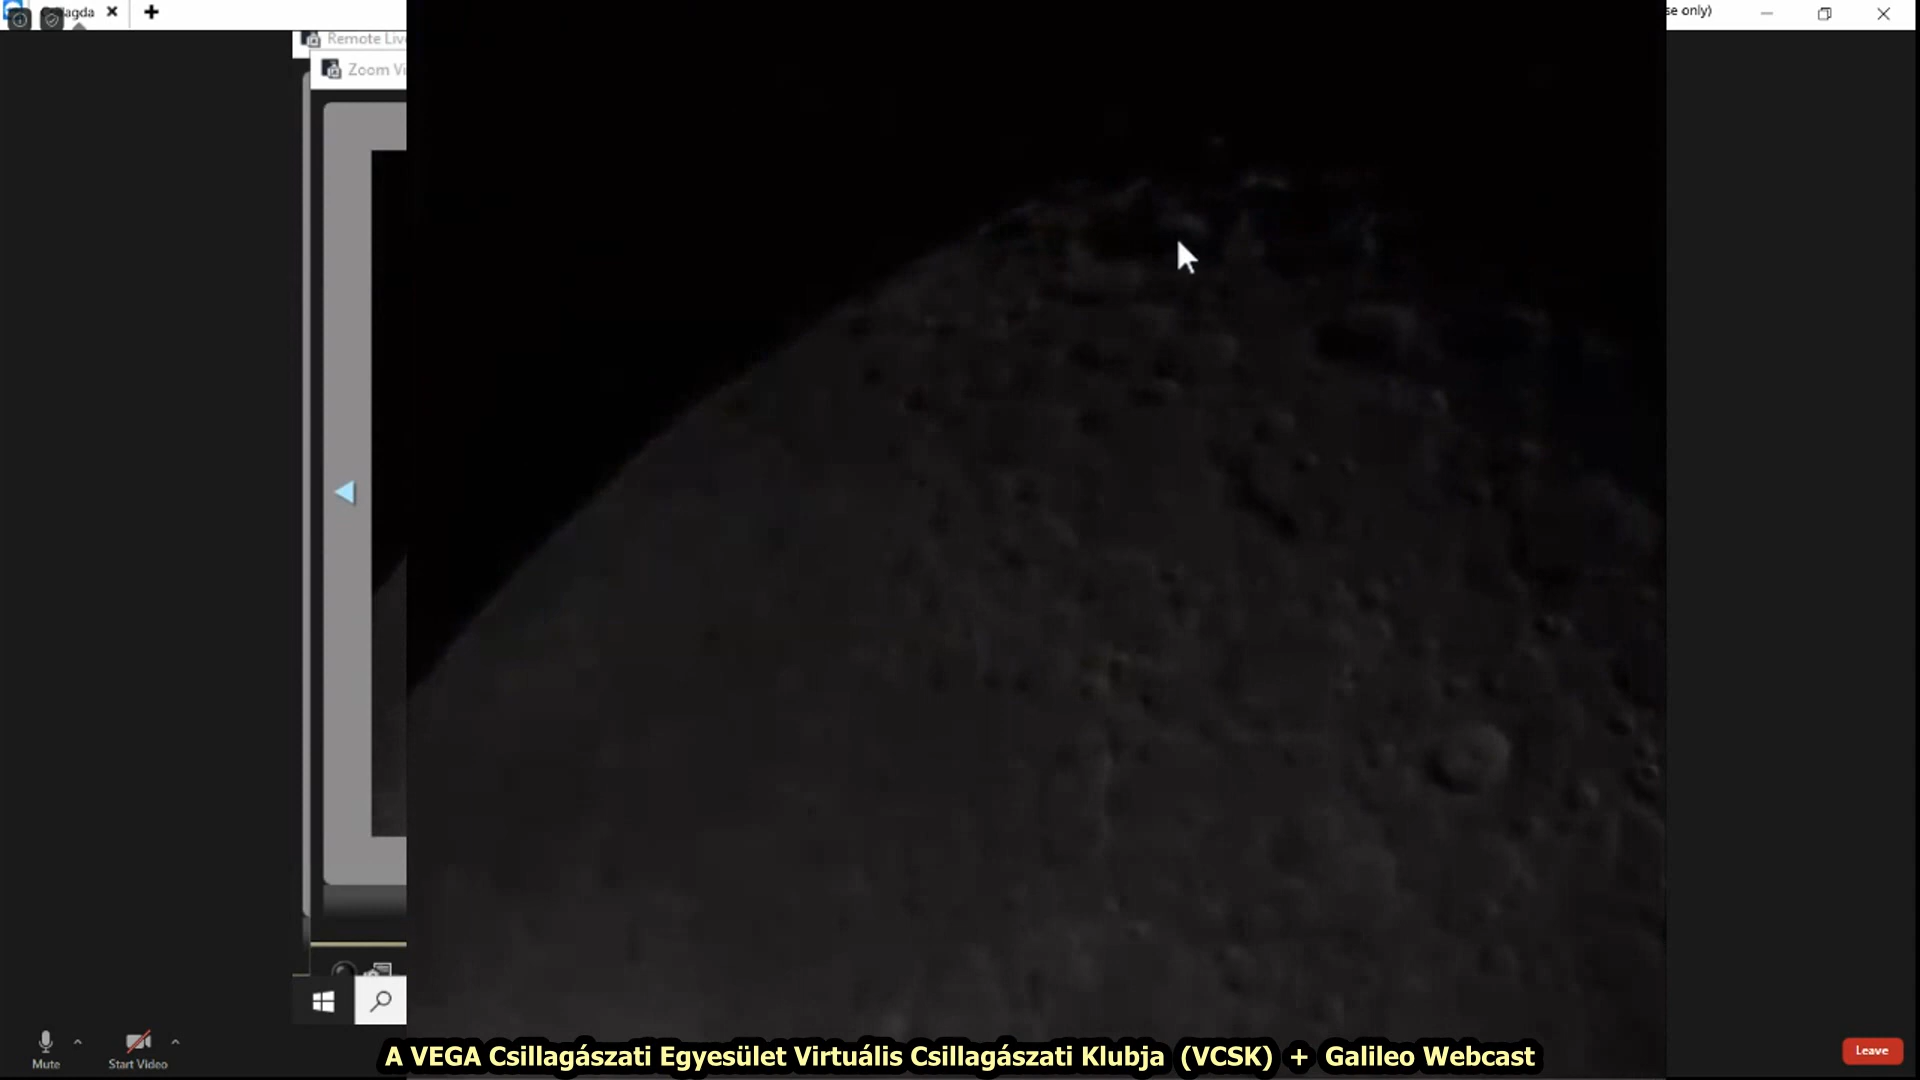 se only)
Remote Liv
Zoom Vi
Mute
Start Video
Leave
A VEGA Csillagászati Egyesület Virtuális Csillagászati Klubja (VCSK) + Galileo Webcast